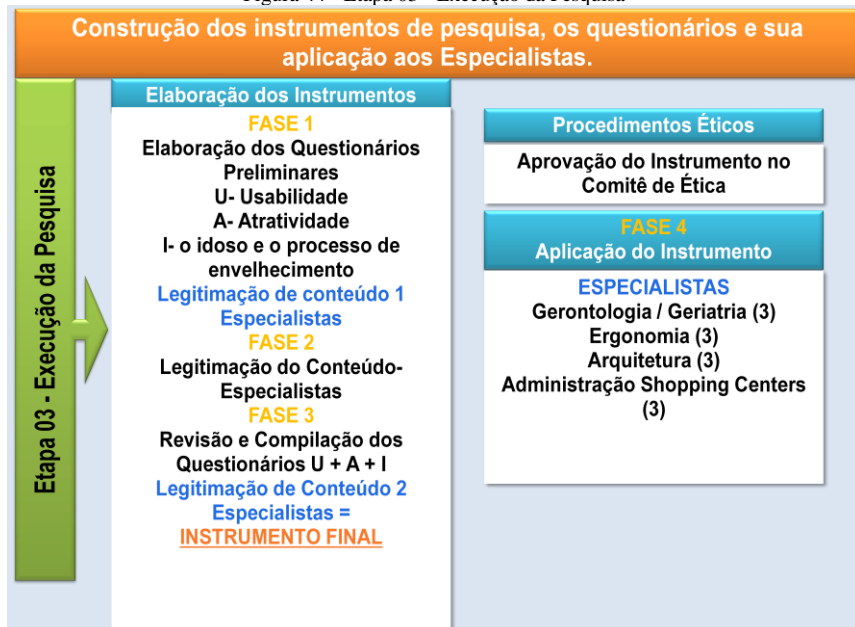 Construção dos instrumentos de pesquisa, os questionários e sua
aplicação aos Especialistas.
Etapa 03 - Execução da Pesquisa
Elaboração dos Instrumentos
FASE 1
Elaboração dos Questionários
Preliminares
U- Usabilidade
A- Atratividade
I- o idoso e o processo de
envelhecimento
Legitimação de conteúdo 1
Especialistas
FASE 2
Legitimação do Conteúdo-
Especialistas
FASE 3
Revisão e Compilação dos
Questionários U + A + I
Legitimação de Conteúdo 2
Especialistas =
INSTRUMENTO FINAL
Procedimentos Éticos
Aprovação do Instrumento no
Comitê de Ética
FASE 4
Aplicação do Instrumento
ESPECIALISTAS
Gerontologia / Geriatria (3)
Ergonomia (3)
Arquitetura (3)
Administração Shopping Centers
(3)